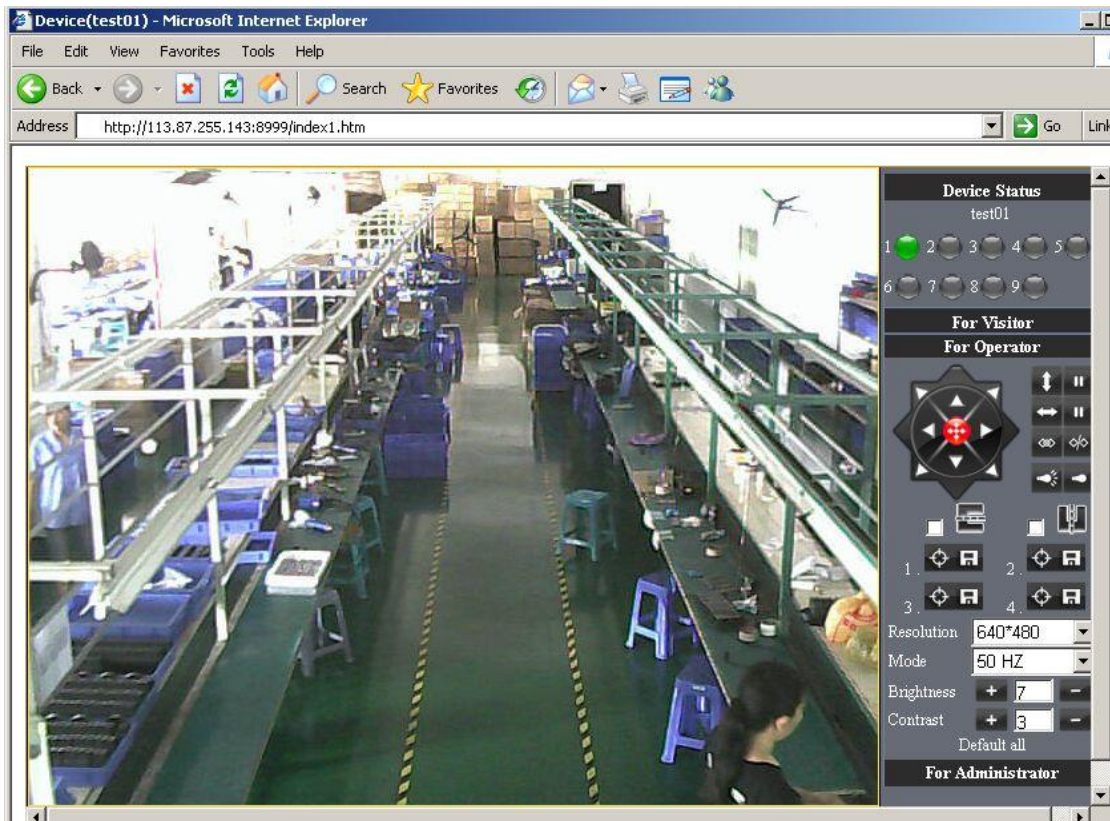 Device(test01) - Microsoft Internet Explorer
File Edit View Favorites Tools Help
Back Search Favorites
Address http://113.87.255.143:8999/index1.htm Go Link
Device Status
test01
1 2 3 4 5
6 7 8 9
For Visitor
For Operator
1. 2.
3. 4.
Resolution 640*480
Mode 50 HZ
Brightness + 7 -
Contrast + 3 -
Default all
For Administrator